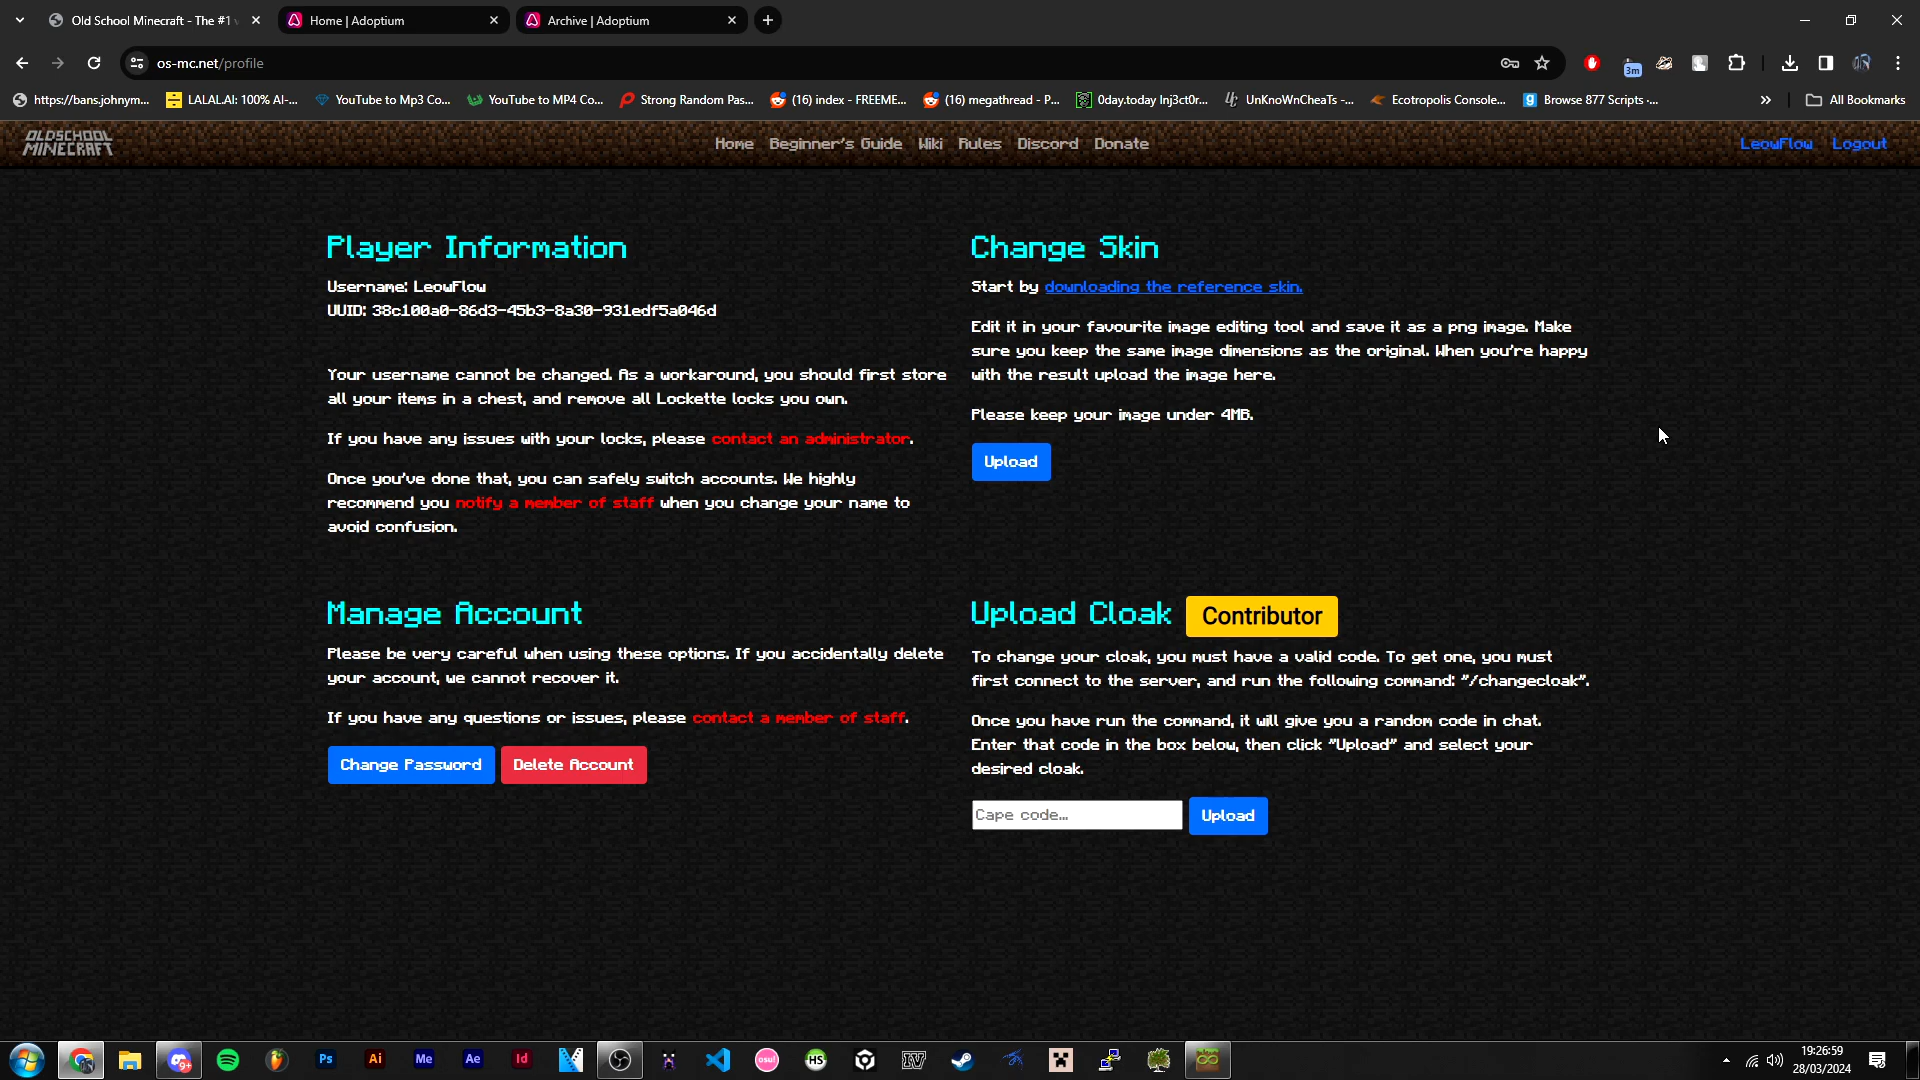 Old School Minecraft - The #1
Home | Adoptium
Archive | Adoptium
os-mc.net/profile
3m
https://bans.johnym...
LALAL.AI: 100% AI-...
YouTube to Mp3 Co...
YouTube to MP4 Co...
Strong Random Pas...
(16) index - FREEME...
(16) megathread - P...
0day.today Inj3ct0r...
UnKnoWnCheaTs -...
Ecotropolis Console...
Browse 877 Scripts ·...
All Bookmarks
OLDSCHOOL
MINECRAFT
Home Beginner's Guide Wiki Rules Discord Donate
LeowFlow Logout
Player Information
Username: LeowFlow
UUID: 38c100a0-86d3-45b3-8a30-931edf5a046d
Your username cannot be changed. As a workaround, you should first store
all your items in a chest, and remove all Lockette locks you own.
If you have any issues with your locks, please contact an administrator.
Once you've done that, you can safely switch accounts. We highly
recommend you notify a member of staff when you change your name to
avoid confusion.
Change Skin
Start by downloading the reference skin.
Edit it in your favourite image editing tool and save it as a png image. Make
sure you keep the same image dimensions as the original. When you're happy
with the result upload the image here.
Please keep your image under 4MB.
Upload
Manage Account
Please be very careful when using these options. If you accidentally delete
your account, we cannot recover it.
If you have any questions or issues, please contact a member of staff.
Change Password
Delete Account
Upload Cloak Contributor
To change your cloak, you must have a valid code. To get one, you must
first connect to the server, and run the following command: "/changecloak".
Once you have run the command, it will give you a random code in chat.
Enter that code in the box below, then click "Upload" and select your
desired cloak.
Cape code...
Upload
9+
Ps
Ai
Me
Ae
Id
osu!
HS
IV
19:26:59
28/03/2024